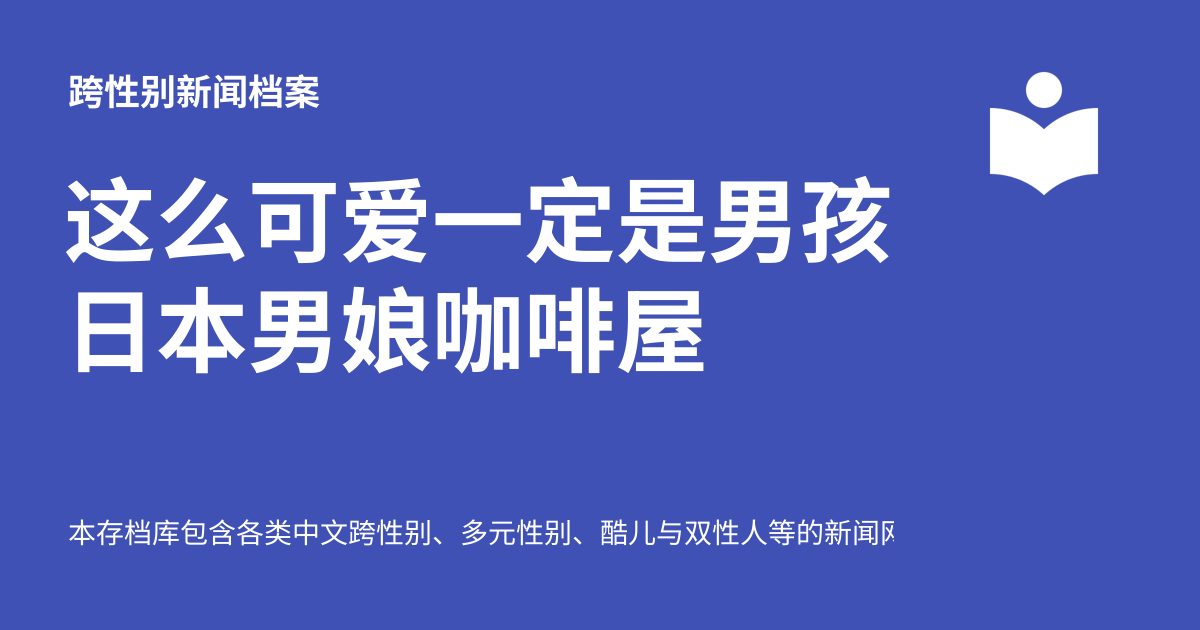 跨性别新闻档案
这么可爱一定是男孩
日本男娘咖啡屋
本存档库包含各类中文跨性别、多元性别、酷儿与双性人等的新闻